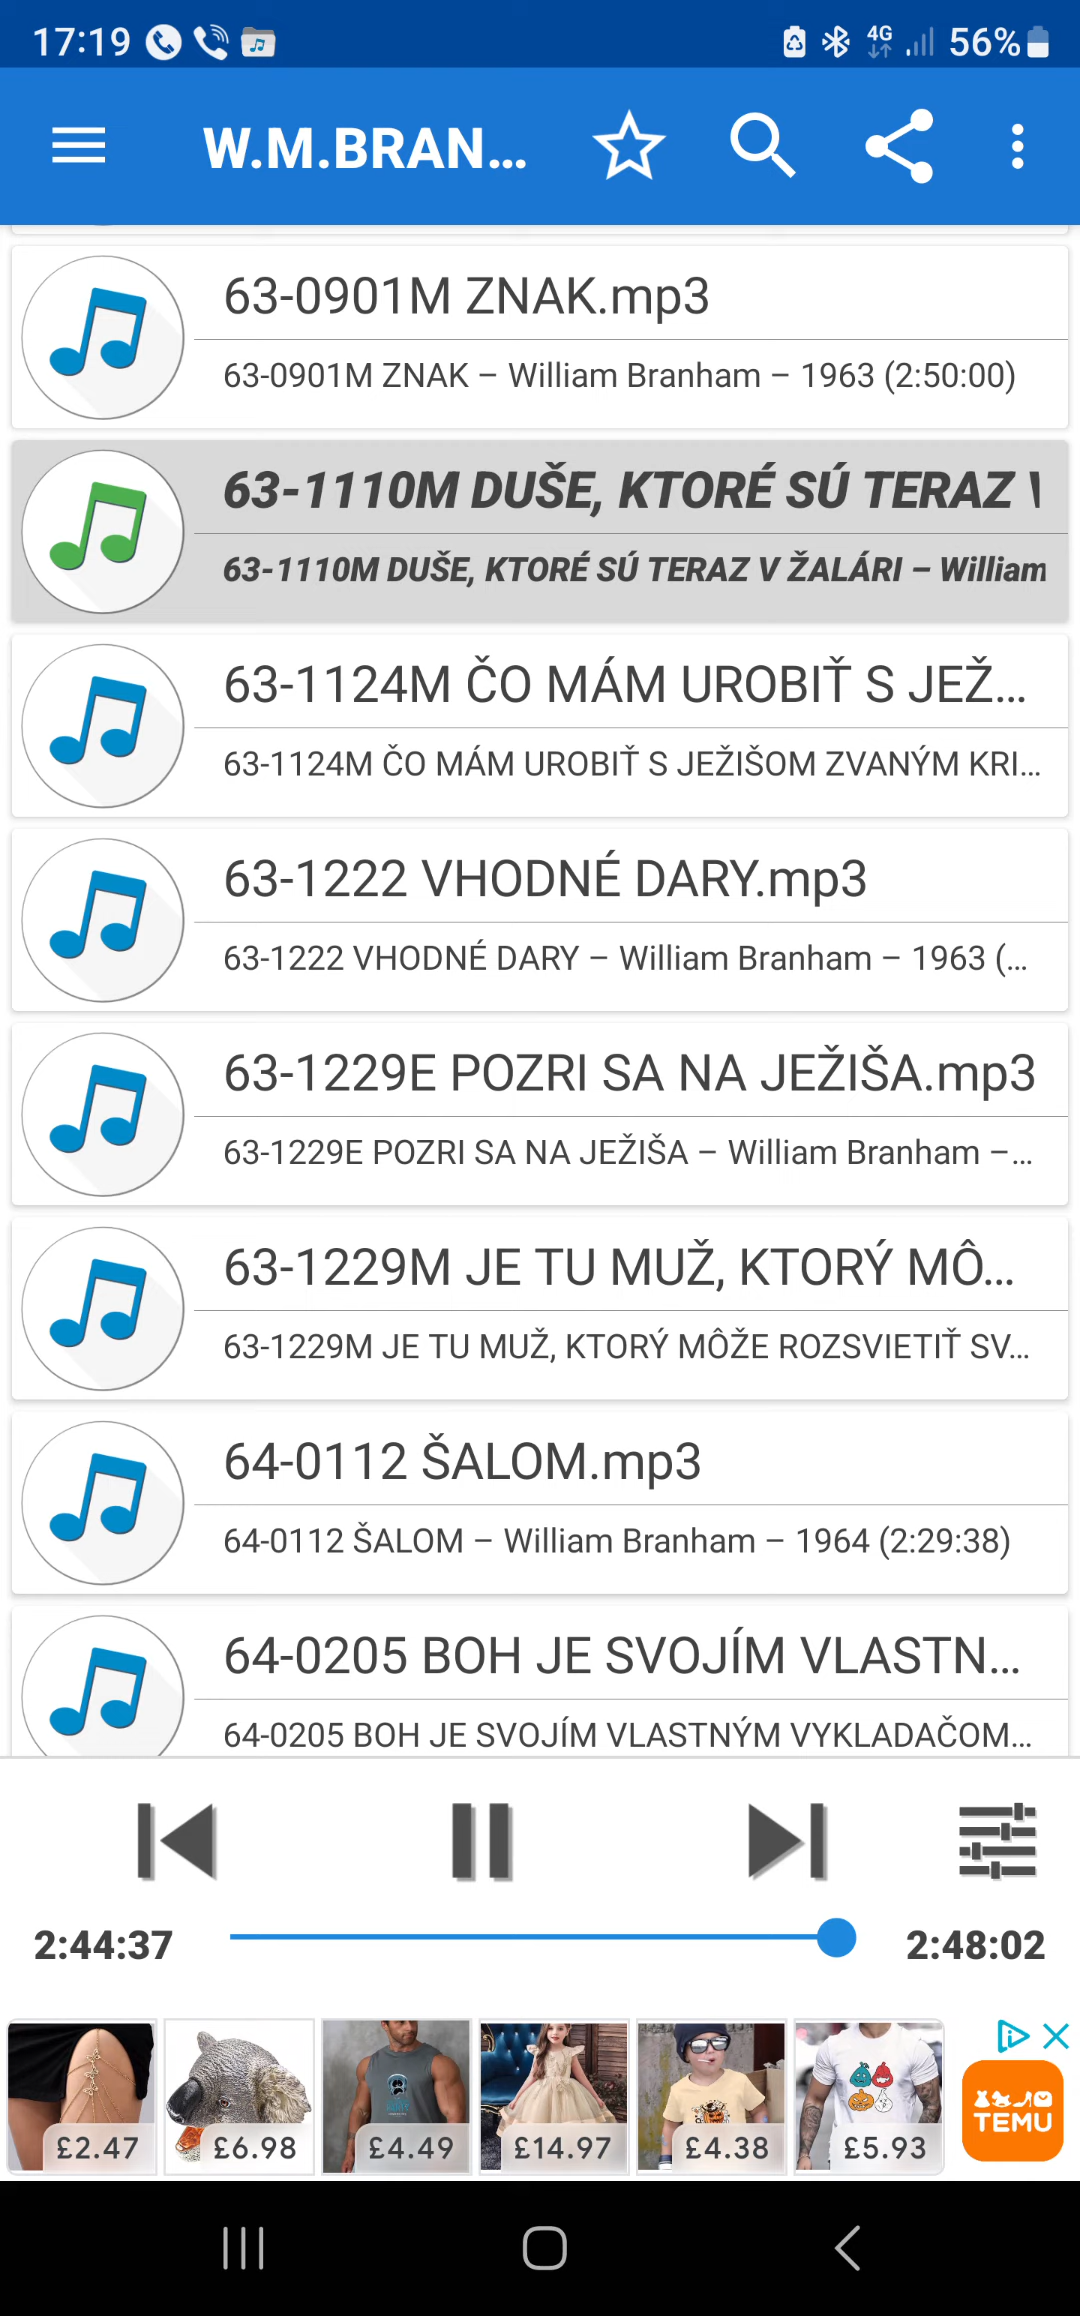 17:19 4G 56%
W.M.BRAN...
63-0901M ZNAK.mp3
63-0901M ZNAK – William Branham – 1963 (2:50:00)
63-1110M DUŠE, KTORÉ SÚ TERAZ
63-1110M DUŠE, KTORÉ SÚ TERAZ V ŽALÁRI – William
63-1124M ČO MÁM UROBIŤ S JEŽ...
63-1124M ČO MÁM UROBIŤ S JEŽIŠOM ZVANÝM KRI...
63-1222 VHODNÉ DARY.mp3
63-1222 VHODNÉ DARY – William Branham – 1963 (...
63-1229E POZRI SA NA JEŽIŠA.mp3
63-1229E POZRI SA NA JEŽIŠA – William Branham –...
63-1229M JE TU MUŽ, KTORÝ MÔ...
63-1229M JE TU MUŽ, KTORÝ MÔŽE ROZSVIETIŤ SV...
64-0112 ŠALOM.mp3
64-0112 ŠALOM – William Branham – 1964 (2:29:38)
64-0205 BOH JE SVOJÍM VLASTN...
64-0205 BOH JE SVOJÍM VLASTNÝM VYKLADAČOM...
2:44:37 2:48:02
£2.47 £6.98 £4.49 £14.97 £4.38 £5.93
TEMU